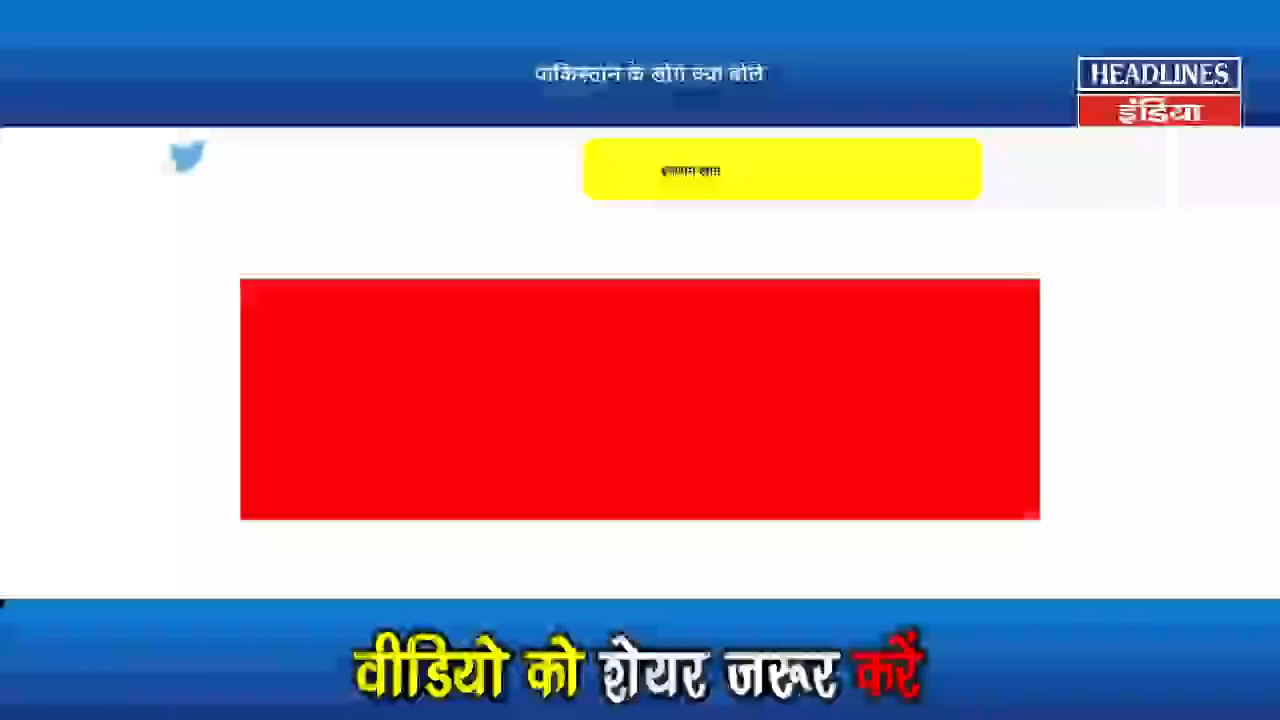 पाकिस्तान के लोग क्या बोले
HEADLINES
इंडिया
वीडियो को शेयर जरूर करें